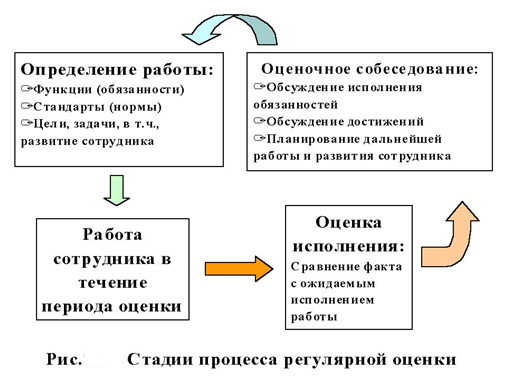 Определение работы:
Функции (обязанности)
Стандарты (нормы)
Цели, задачи, в т.ч.,
развитие сотрудника
Оценочное собеседование:
Обсуждение исполнения
обязанностей
Обсуждение достижений
Планирование дальнейшей
работы и развития сотрудника
Работа
сотрудника в
течение
периода оценки
Оценка
исполнения:
Сравнение факта
с ожидаемым
исполнением
работы
Рис. Стадии процесса регулярной оценки